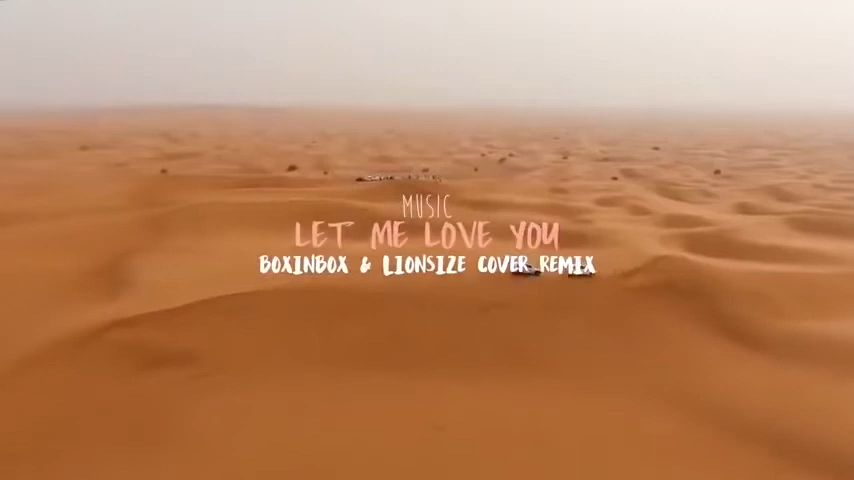 MUSIC
LET ME LOVE YOU
BOXINBOX & LIONSIZE COVER REMIX